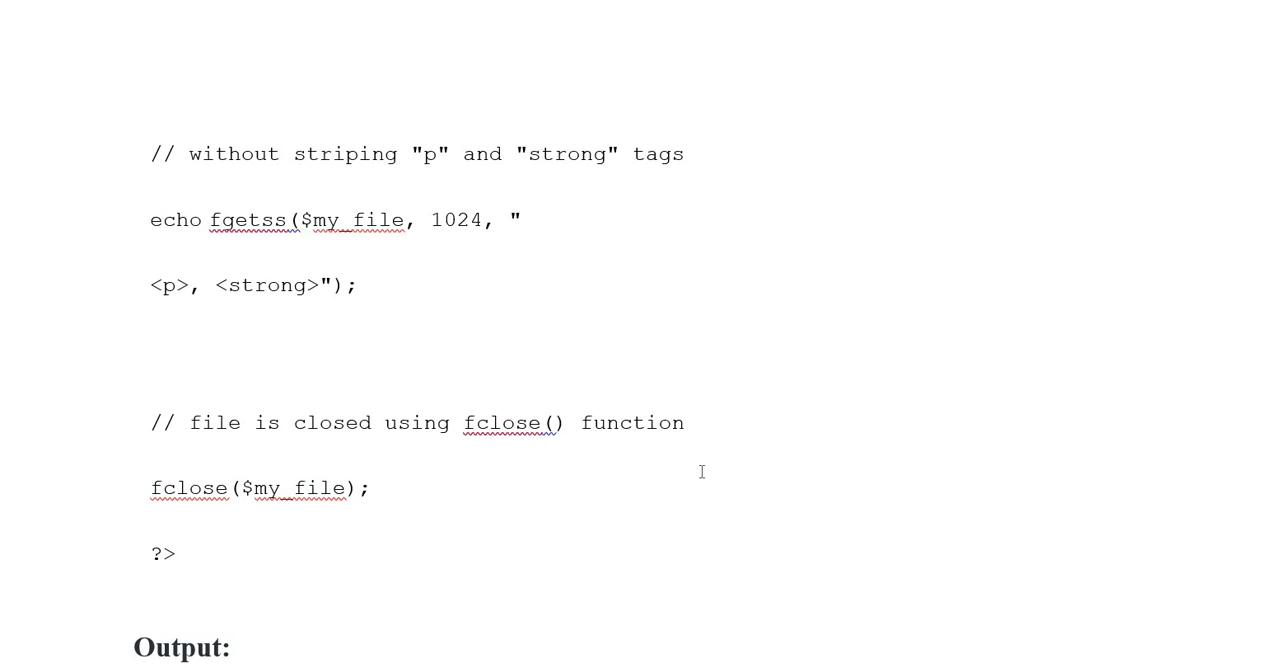 // without striping "p" and "strong" tags
echo fgetss($my_file, 1024, "
<p>, <strong>");
// file is closed using fclose() function
fclose($my_file);
?>
Output: